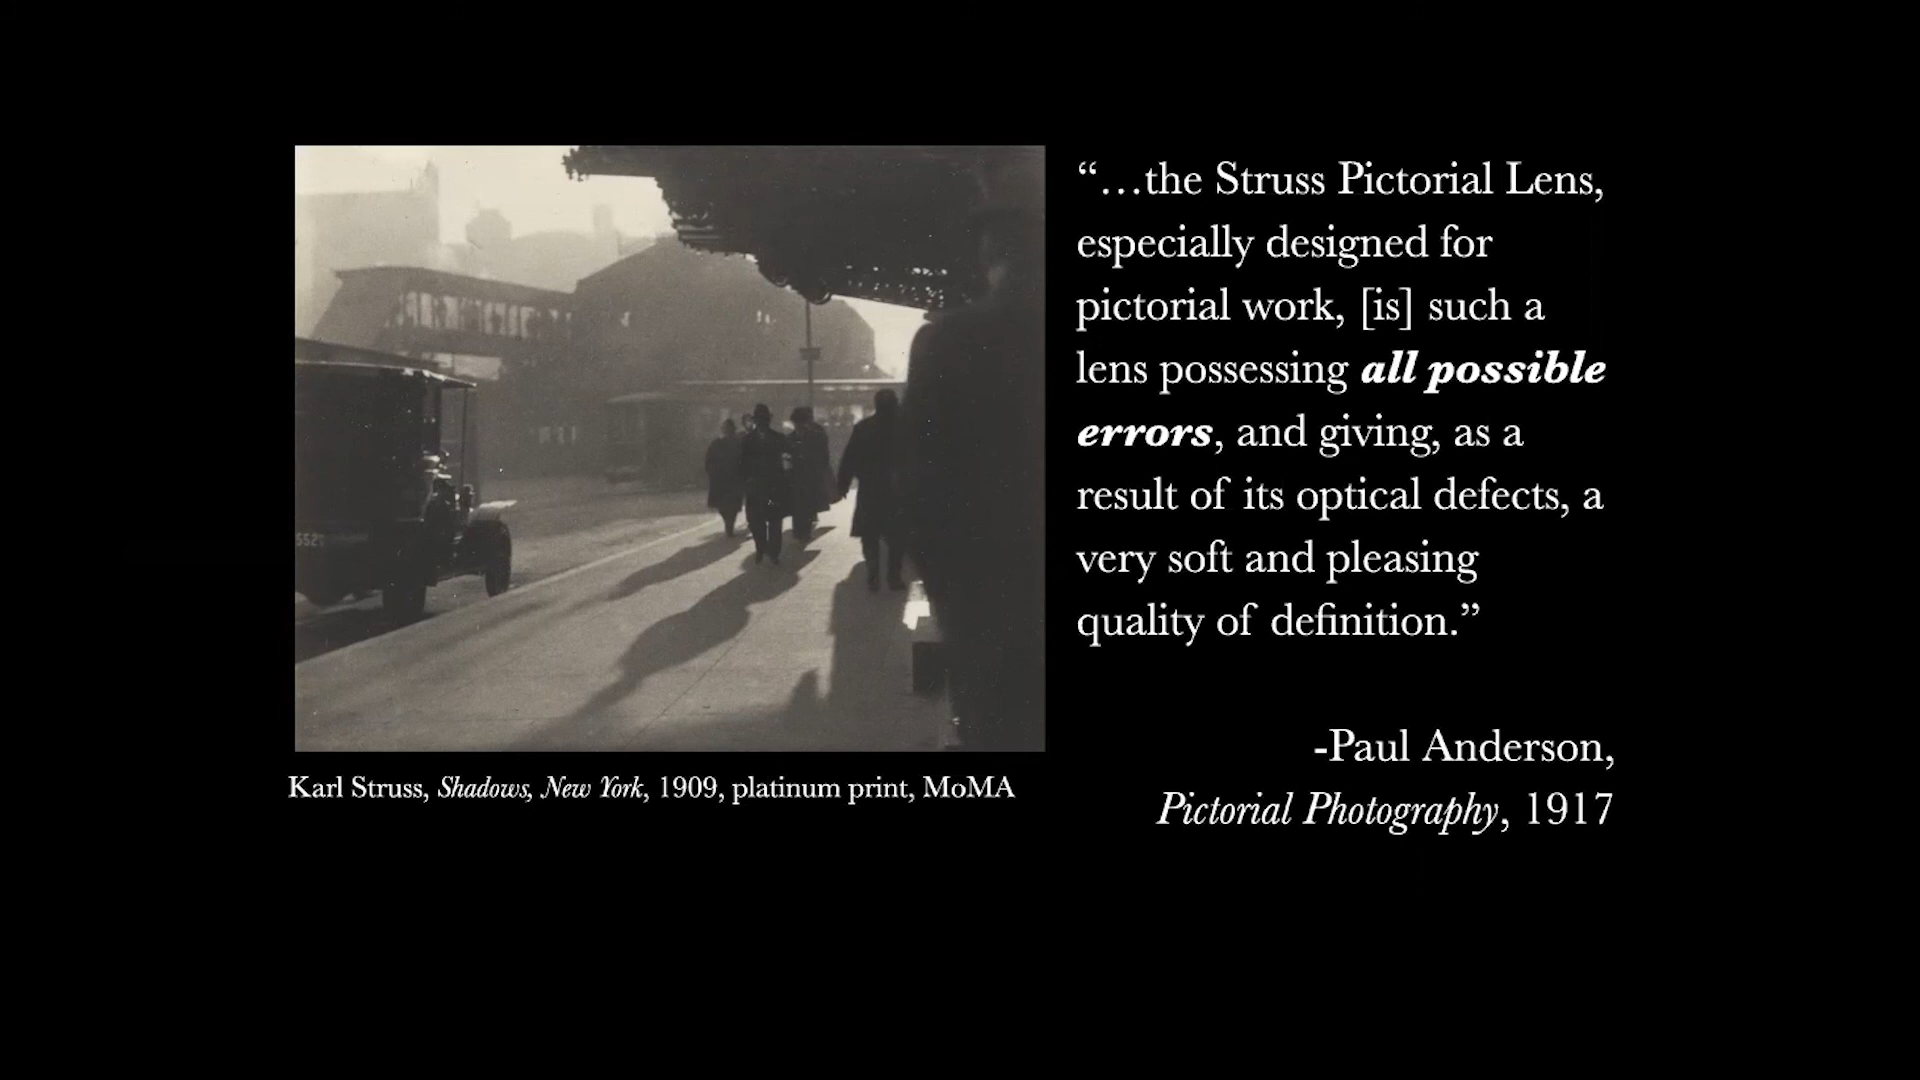 “…the Struss Pictorial Lens,
especially designed for
pictorial work, [is] such a
lens possessing all possible
errors, and giving, as a
result of its optical defects, a
very soft and pleasing
quality of definition.”
-Paul Anderson,
Pictorial Photography, 1917
Karl Struss, Shadows, New York, 1909, platinum print, MoMA